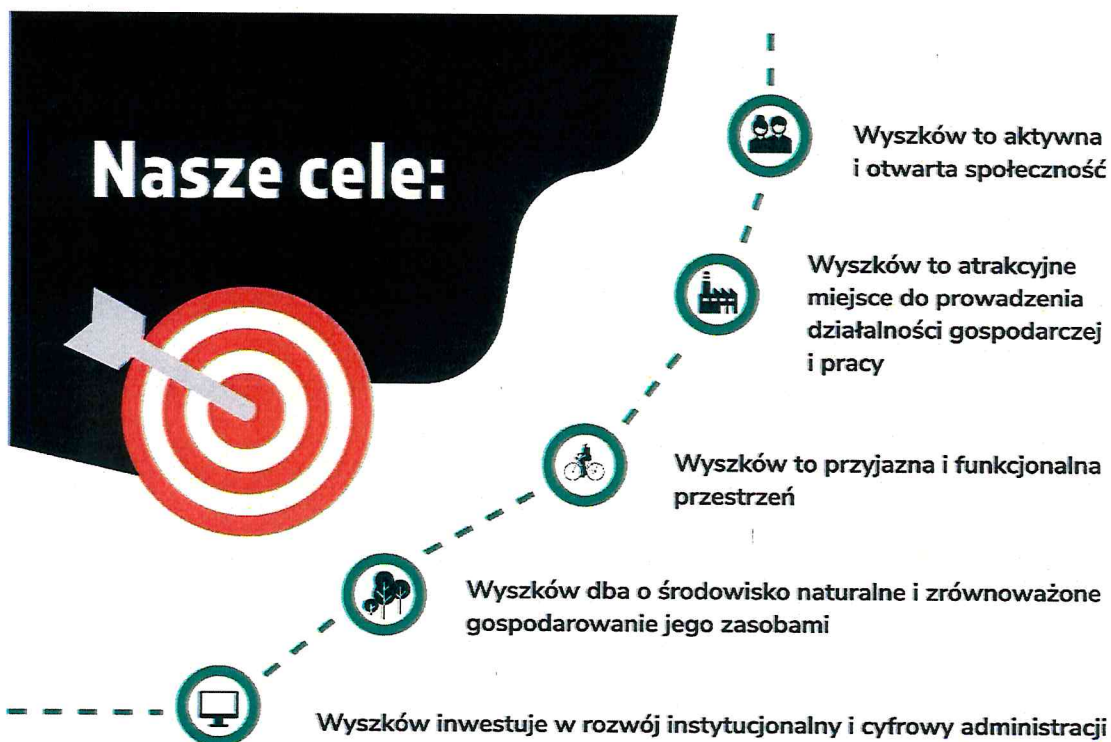 Nasze cele:
Wyszków to aktywna
i otwarta społeczność
Wyszków to atrakcyjne
miejsce do prowadzenia
działalności gospodarczej
i pracy
Wyszków to przyjazna i funkcjonalna
przestrzeń
Wyszków dba o środowisko naturalne i zrównoważone
gospodarowanie jego zasobami
Wyszków inwestuje w rozwój instytucjonalny i cyfrowy administracji